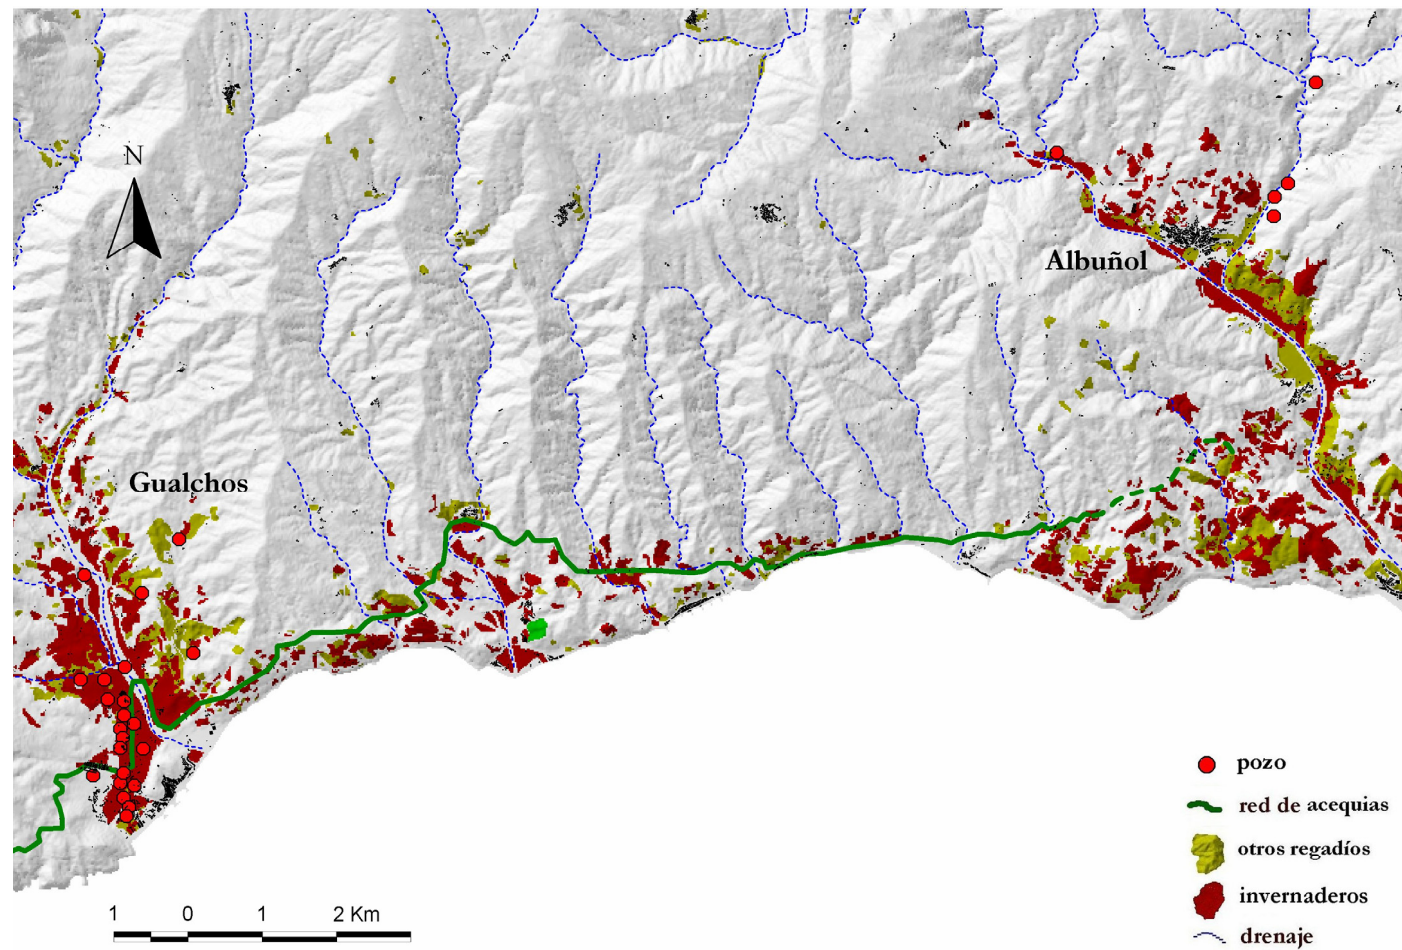 N
Albuñol
Gualchos
pozo
red de acequias
otros regadíos
invernaderos
drenaje
1 0 1 2 Km